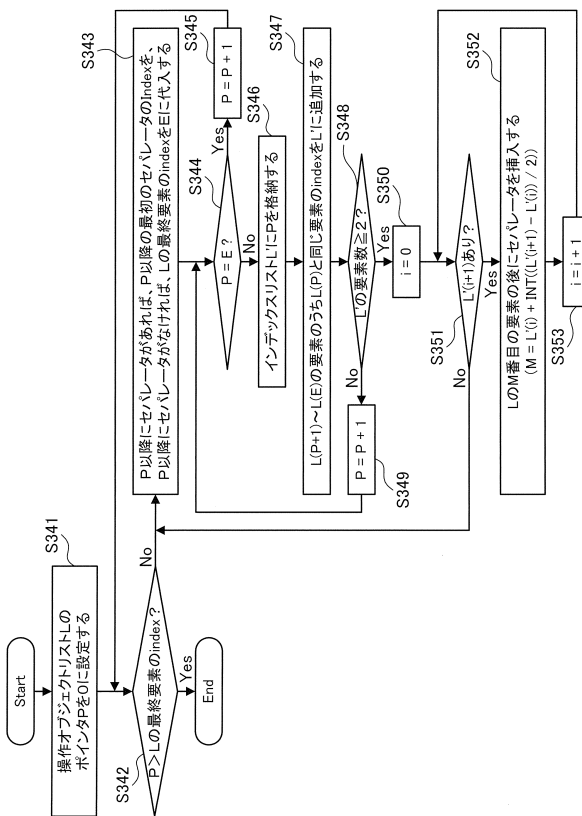 Start
S341
操作オブジェクトリストLの
ポインタPを0に設定する
S342
P＞Lの最終要素のindex？
No
Yes
End
S343
P以降にセパレータがあれば、P以降の最初のセパレータのIndexを、
P以降にセパレータがなければ、Lの最終要素のindexをEに代入する
S344
P=E？
Yes
S345
P=P+1
No
S346
インデックスリストL'にPを格納する
S347
L(P+1)～L(E)の要素のうちL(P)と同じ要素のindexをL'に追加する
S348
L'の要素数≧2？
No
P=P+1
S349
Yes
S350
i=0
S351
L'(i+1)あり？
No
Yes
S352
LのM番目の要素の後にセパレータを挿入する
(M = L'(i) + INT((L'(i+1) − L'(i)) / 2))
i=i+1
S353